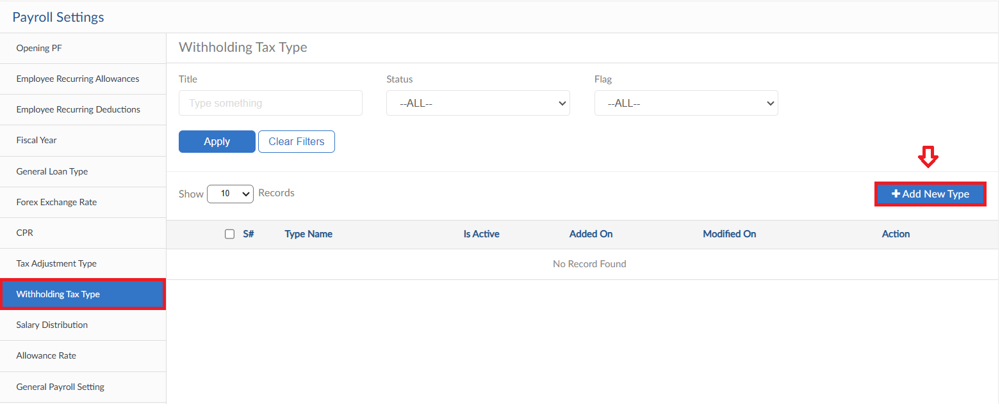 Payroll Settings
Opening PF
Employee Recurring Allowances
Employee Recurring Deductions
Fiscal Year
General Loan Type
Forex Exchange Rate
CPR
Tax Adjustment Type
Withholding Tax Type
Salary Distribution
Allowance Rate
General Payroll Setting
Withholding Tax Type
Title Status Flag
Type something --ALL-- --ALL--
Apply Clear Filters
Show 10 Records + Add New Type
S# Type Name Is Active Added On Modified On Action
No Record Found